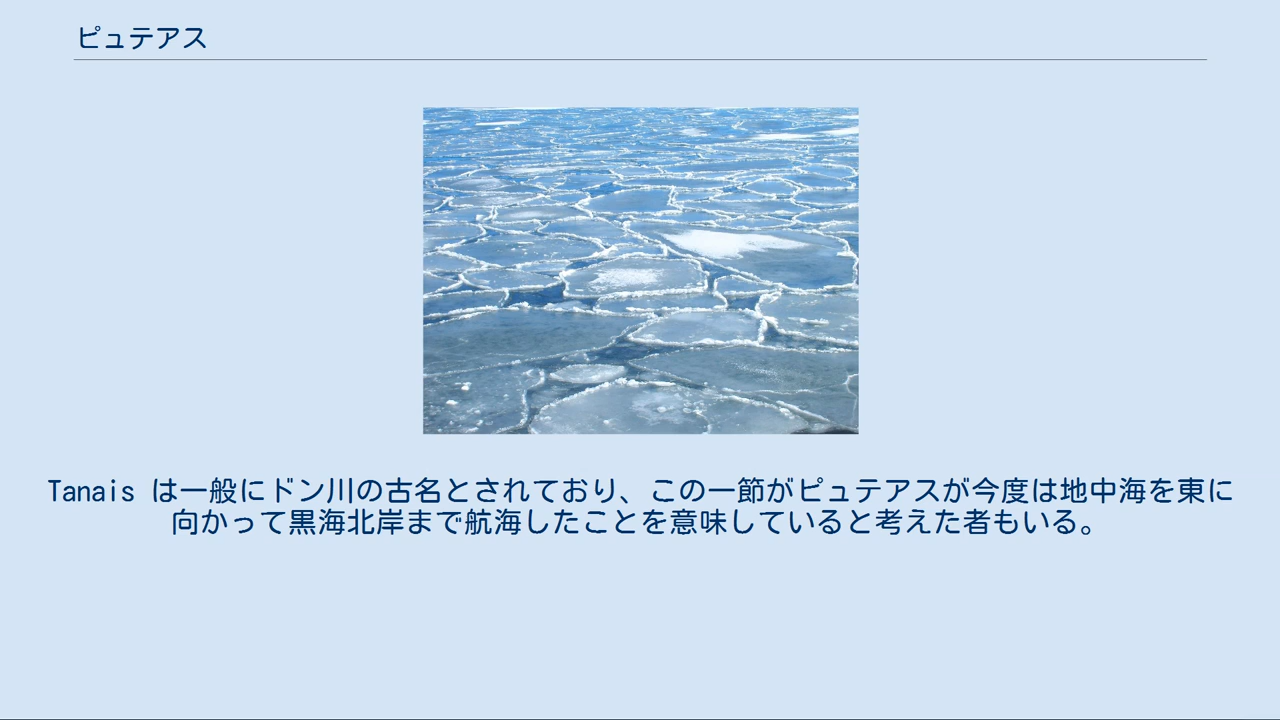 ピュテアス
Tanais は一般にドン川の古名とされており、この一節がピュテアスが今度は地中海を東に
向かって黒海北岸まで航海したことを意味していると考えた者もいる。